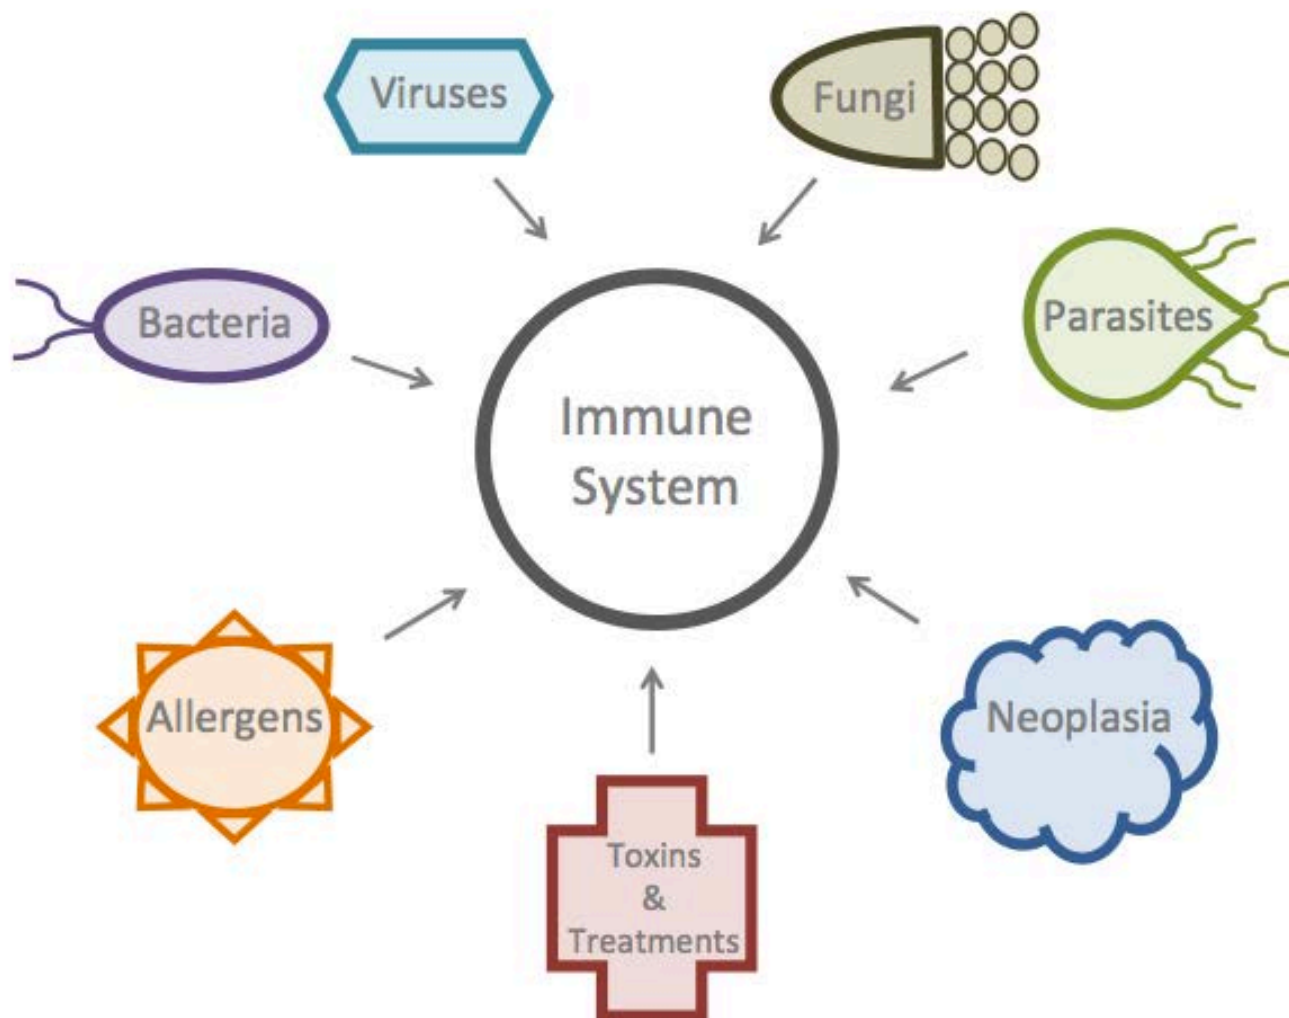 Viruses
Fungi
Bacteria
Parasites
Immune
System
Allergens
Neoplasia
Toxins
&
Treatments